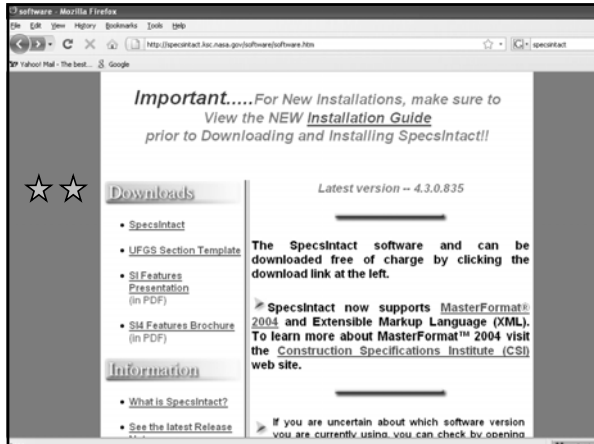 software - Mozilla Firefox
File Edit View History Bookmarks Tools Help
http://specsintact.ksc.nasa.gov/software/software.htm
specsintact
Yahoo! Mail - The best... Google
Important.....For New Installations, make sure to
View the NEW Installation Guide
prior to Downloading and Installing SpecsIntact!!
Downloads
• SpecsIntact
• UFGS Section Template
• SI Features
Presentation
(in PDF)
• SI4 Features Brochure
(in PDF)
Information
• What is SpecsIntact?
• See the latest Release
Latest version -- 4.3.0.835
The SpecsIntact software and can be
downloaded free of charge by clicking the
download link at the left.
SpecsIntact now supports MasterFormat®
2004 and Extensible Markup Language (XML).
To learn more about MasterFormat™ 2004 visit
the Construction Specifications Institute (CSI)
web site.
If you are uncertain about which software version
you are currently using, you can check by opening